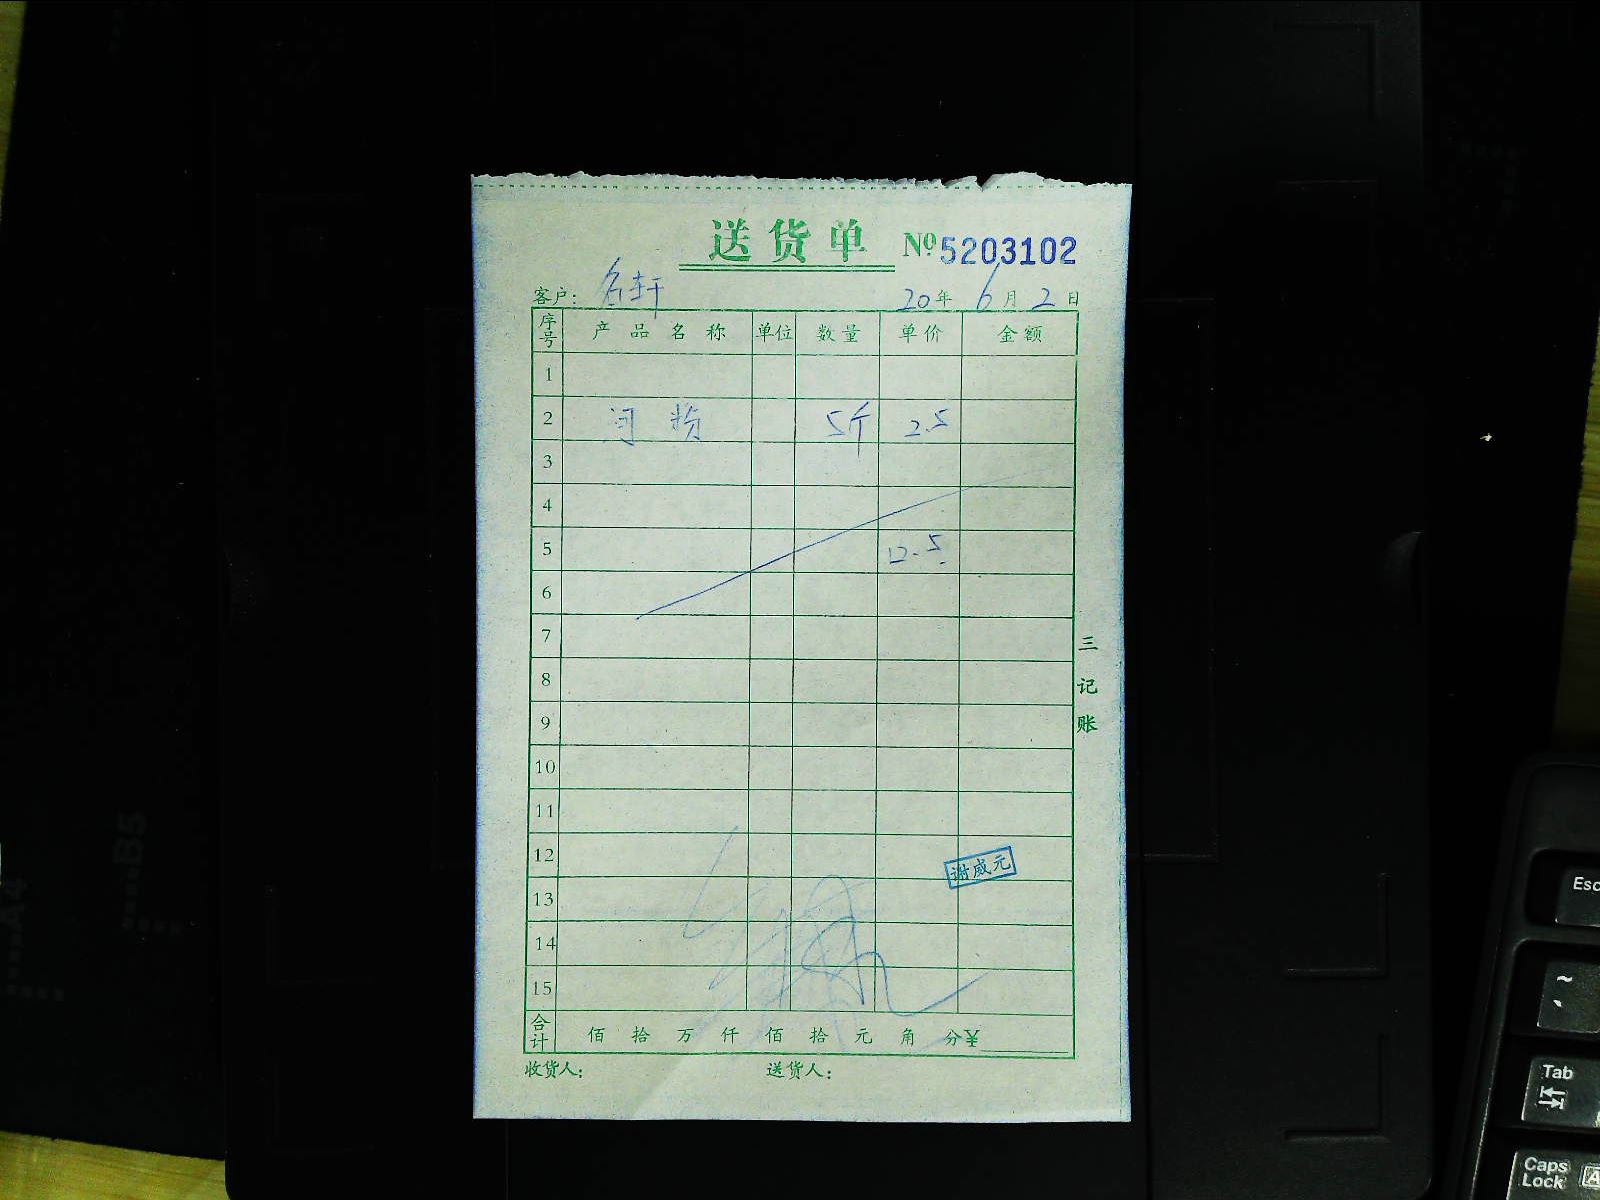 送货单 №5203102
客户： 名轩 20年 6月 2日
序号 产品名称 单位 数量 单价 金额
1
2 河粉 5斤 2.5
3
4
5 12.5
6
7
8
9
10
11
12 谢威元
13
14
15
合计 佰 拾 万 仟 佰 拾 元 角 分 ¥
收货人： 送货人：
三记账
A4
B5
Esc
~
Tab
Caps Lock
A